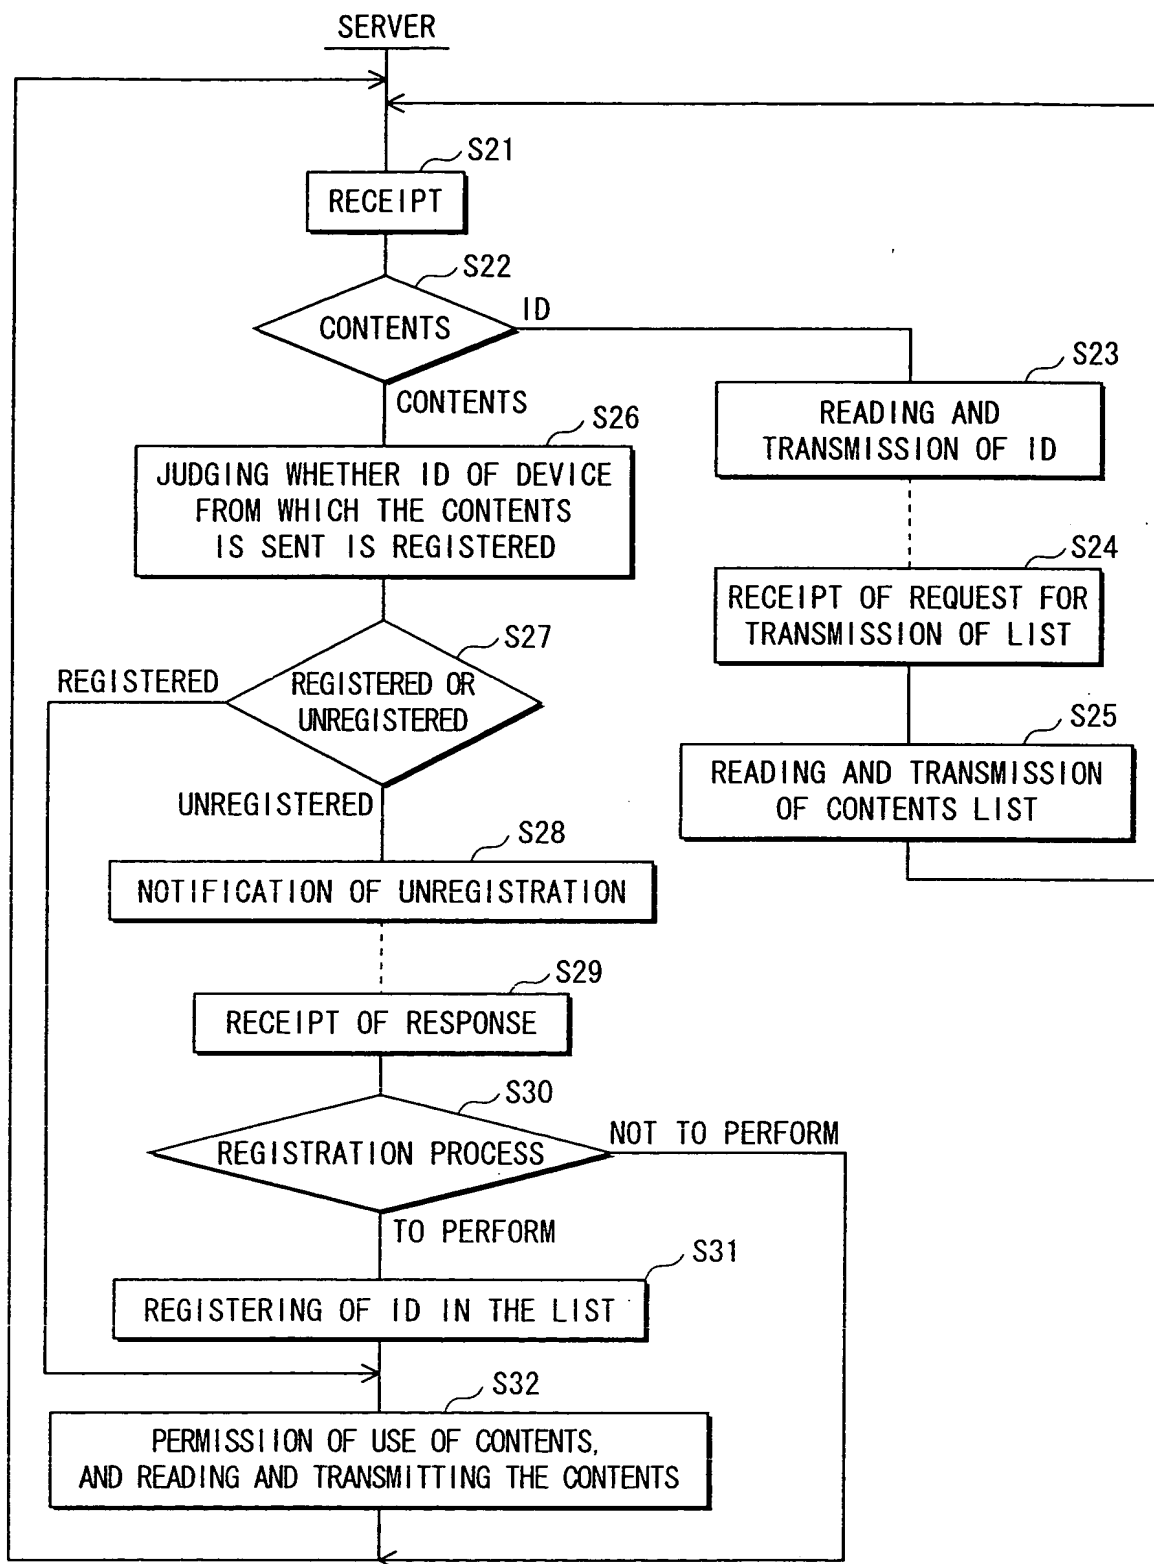 SERVER
S21
RECEIPT
S22
CONTENTS
ID
CONTENTS
S23
READING AND
TRANSMISSION OF ID
S26
JUDGING WHETHER ID OF DEVICE
FROM WHICH THE CONTENTS
IS SENT IS REGISTERED
S24
RECEIPT OF REQUEST FOR
TRANSMISSION OF LIST
S27
REGISTERED OR
UNREGISTERED
REGISTERED
UNREGISTERED
S25
READING AND TRANSMISSION
OF CONTENTS LIST
S28
NOTIFICATION OF UNREGISTRATION
S29
RECEIPT OF RESPONSE
S30
REGISTRATION PROCESS
NOT TO PERFORM
TO PERFORM
S31
REGISTERING OF ID IN THE LIST
S32
PERMISSIION OF USE OF CONTENTS,
AND READING AND TRANSMITTING THE CONTENTS